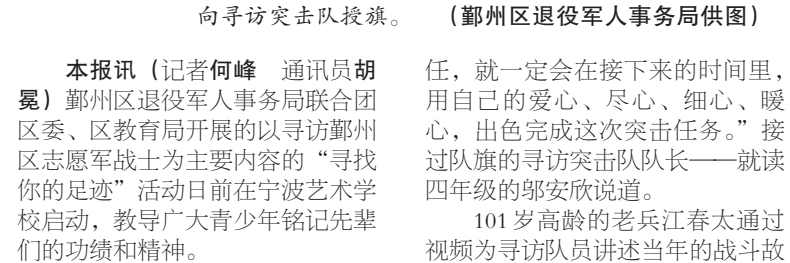 向寻访突击队授旗。 （鄞州区退役军人事务局供图）
本报讯（记者何峰 通讯员胡
冕）鄞州区退役军人事务局联合团
区委、区教育局开展的以寻访鄞州
区志愿军战士为主要内容的“寻找
你的足迹”活动日前在宁波艺术学
校启动，教导广大青少年铭记先辈
们的功绩和精神。
任，就一定会在接下来的时间里，
用自己的爱心、尽心、细心、暖
心，出色完成这次突击任务。”接
过队旗的寻访突击队队长——就读
四年级的邬安欣说道。
101岁高龄的老兵江春太通过
视频为寻访队员讲述当年的战斗故